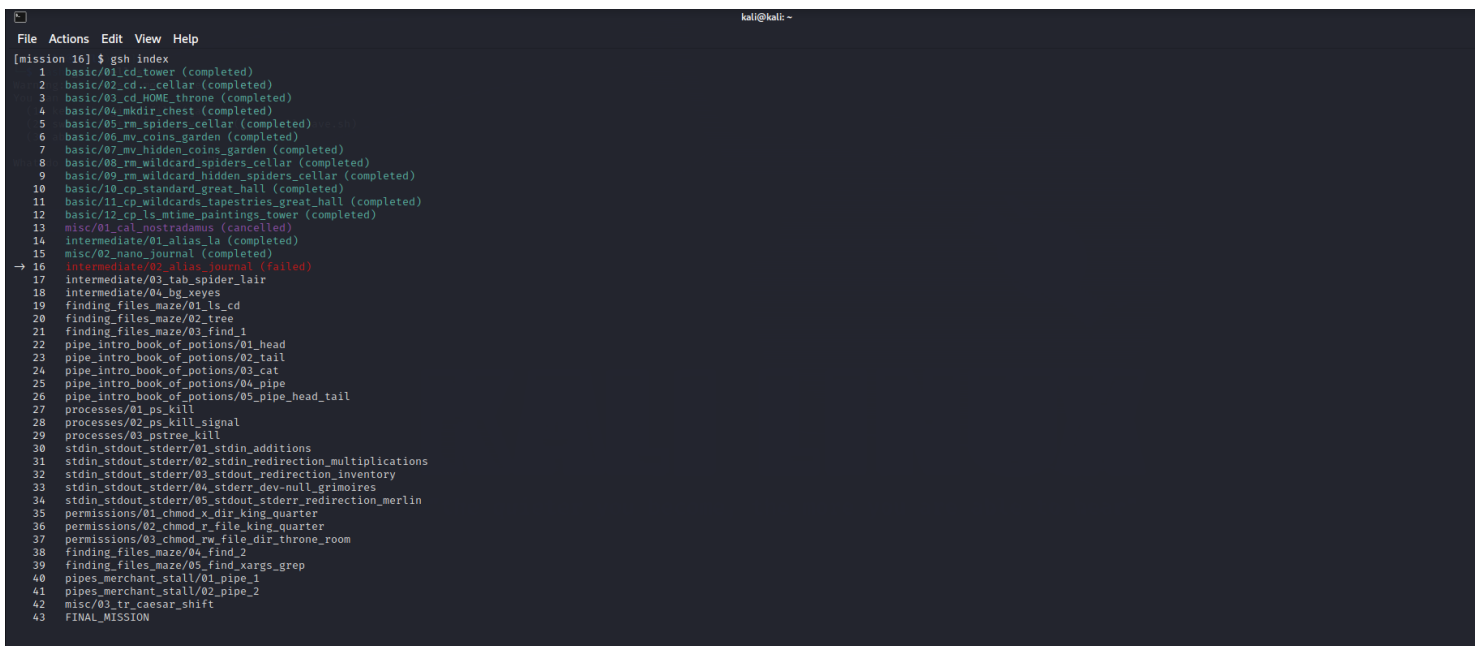 kali@kali: ~
File Actions Edit View Help
[mission 16] $ gsh index
1 basic/01_cd_tower (completed)
2 basic/02_cd.._cellar (completed)
3 basic/03_cd_HOME_throne (completed)
4 basic/04_mkdir_chest (completed)
5 basic/05_rm_spiders_cellar (completed)
6 basic/06_mv_coins_garden (completed)
7 basic/07_mv_hidden_coins_garden (completed)
8 basic/08_rm_wildcard_spiders_cellar (completed)
9 basic/09_rm_wildcard_hidden_spiders_cellar (completed)
10 basic/10_cp_standard_great_hall (completed)
11 basic/11_cp_wildcards_tapestries_great_hall (completed)
12 basic/12_cp_ls_mtime_paintings_tower (completed)
13 misc/01_cal_nostradamus (cancelled)
14 intermediate/01_alias_la (completed)
15 misc/02_nano_journal (completed)
→ 16 intermediate/02_alias_journal (failed)
17 intermediate/03_tab_spider_lair
18 intermediate/04_bg_xeyes
19 finding_files_maze/01_ls_cd
20 finding_files_maze/02_tree
21 finding_files_maze/03_find_1
22 pipe_intro_book_of_potions/01_head
23 pipe_intro_book_of_potions/02_tail
24 pipe_intro_book_of_potions/03_cat
25 pipe_intro_book_of_potions/04_pipe
26 pipe_intro_book_of_potions/05_pipe_head_tail
27 processes/01_ps_kill
28 processes/02_ps_kill_signal
29 processes/03_pstree_kill
30 stdin_stdout_stderr/01_stdin_additions
31 stdin_stdout_stderr/02_stdin_redirection_multiplications
32 stdin_stdout_stderr/03_stdout_redirection_inventory
33 stdin_stdout_stderr/04_stderr_dev-null_grimoires
34 stdin_stdout_stderr/05_stdout_stderr_redirection_merlin
35 permissions/01_chmod_x_dir_king_quarter
36 permissions/02_chmod_r_file_king_quarter
37 permissions/03_chmod_rw_file_dir_throne_room
38 finding_files_maze/04_find_2
39 finding_files_maze/05_find_xargs_grep
40 pipes_merchant_stall/01_pipe_1
41 pipes_merchant_stall/02_pipe_2
42 misc/03_tr_caesar_shift
43 FINAL_MISSION